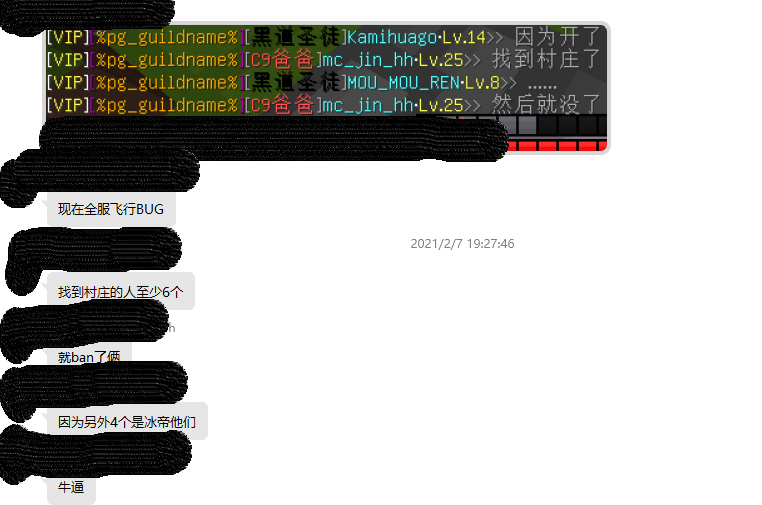 [VIP][%pg_guildname%][黑道圣徒]Kamihuago·Lv.14>> 因为开了
[VIP][%pg_guildname%][C9爸爸]mc_jin_hh·Lv.25>> 找到村庄了
[VIP][%pg_guildname%][黑道圣徒]MOU_MOU_REN·Lv.8>> ……
[VIP][%pg_guildname%][C9爸爸]mc_jin_hh·Lv.25>> 然后就没了
现在全服飞行BUG
2021/2/7 19:27:46
找到村庄的人至少6个
h
就ban了俩
因为另外4个是冰帝他们
牛逼